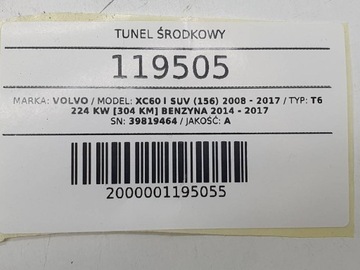 TUNEL ŚRODKOWY
119505
MARKA: VOLVO / MODEL: XC60 I SUV (156) 2008 - 2017 / TYP: T6
224 KW [304 KM] BENZYNA 2014 - 2017
SN: 39819464 / JAKOŚĆ: A
2000001195055